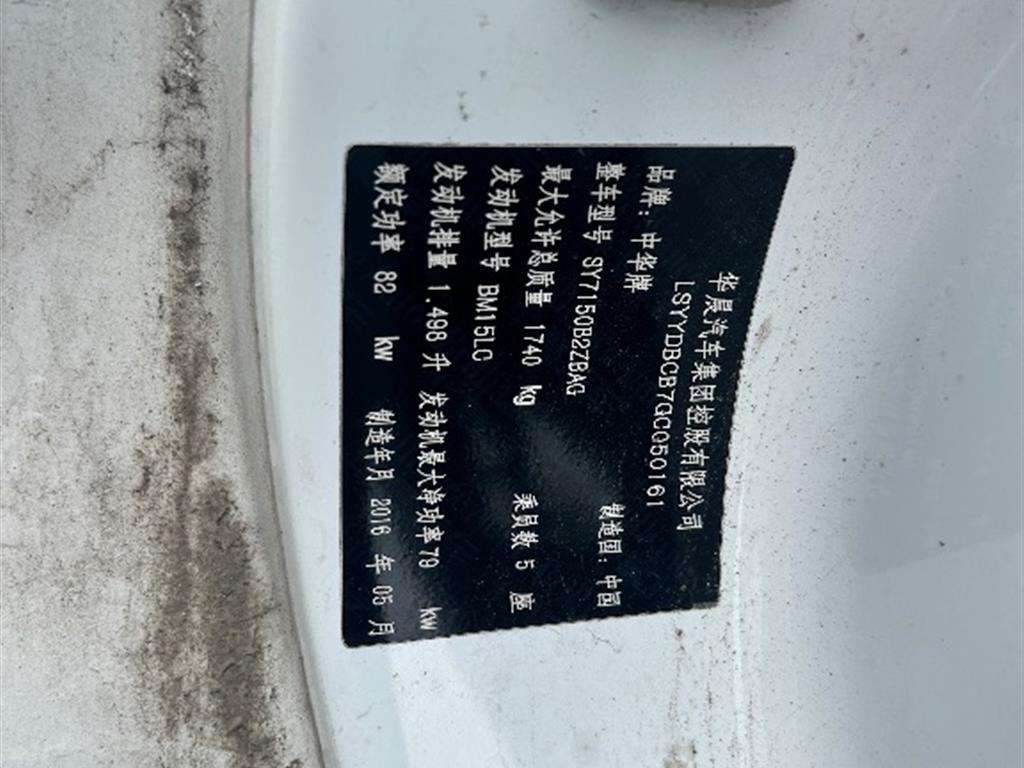 华晨汽车集团控股有限公司
LSYYDBCB7GC050161
品牌：中华牌 制造国：中国
整车型号 SY7150B2ZBAG
最大允许总质量 1740 kg 乘员数 5 座
发动机型号 BM15LC
发动机排量 1.498 升 发动机最大净功率79 kw
额定功率 82 kw 制造年月 2016 年 05 月